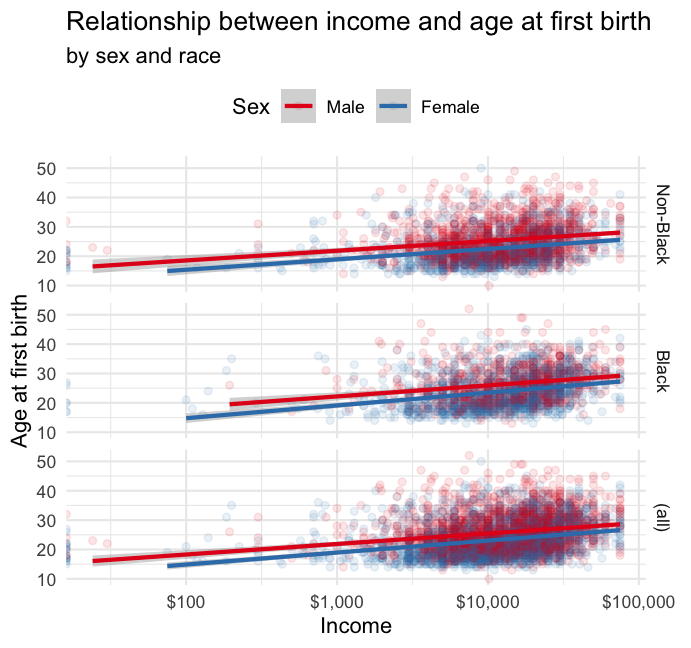 Relationship between income and age at first birth
by sex and race
Sex Male Female
50
40
30
20
10
Non-Black
50
40
30
20
10
Black
50
40
30
20
10
(all)
Age at first birth
$100 $1,000 $10,000 $100,000
Income